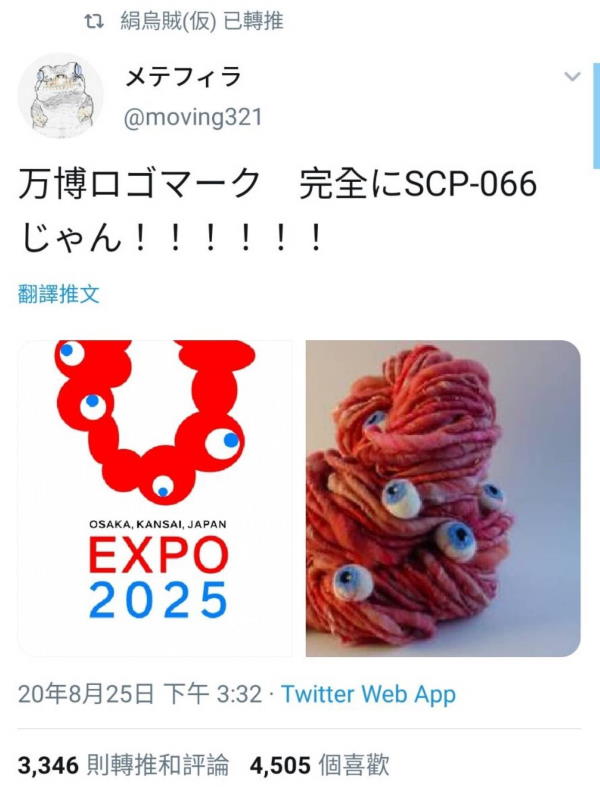 絹烏賊(仮) 已轉推
メテフィラ
@moving321
万博ロゴマーク　完全にSCP-066
じゃん！！！！！！
翻譯推文
OSAKA, KANSAI, JAPAN
EXPO
2025
20年8月25日 下午 3:32 · Twitter Web App
3,346 則轉推和評論 4,505 個喜歡